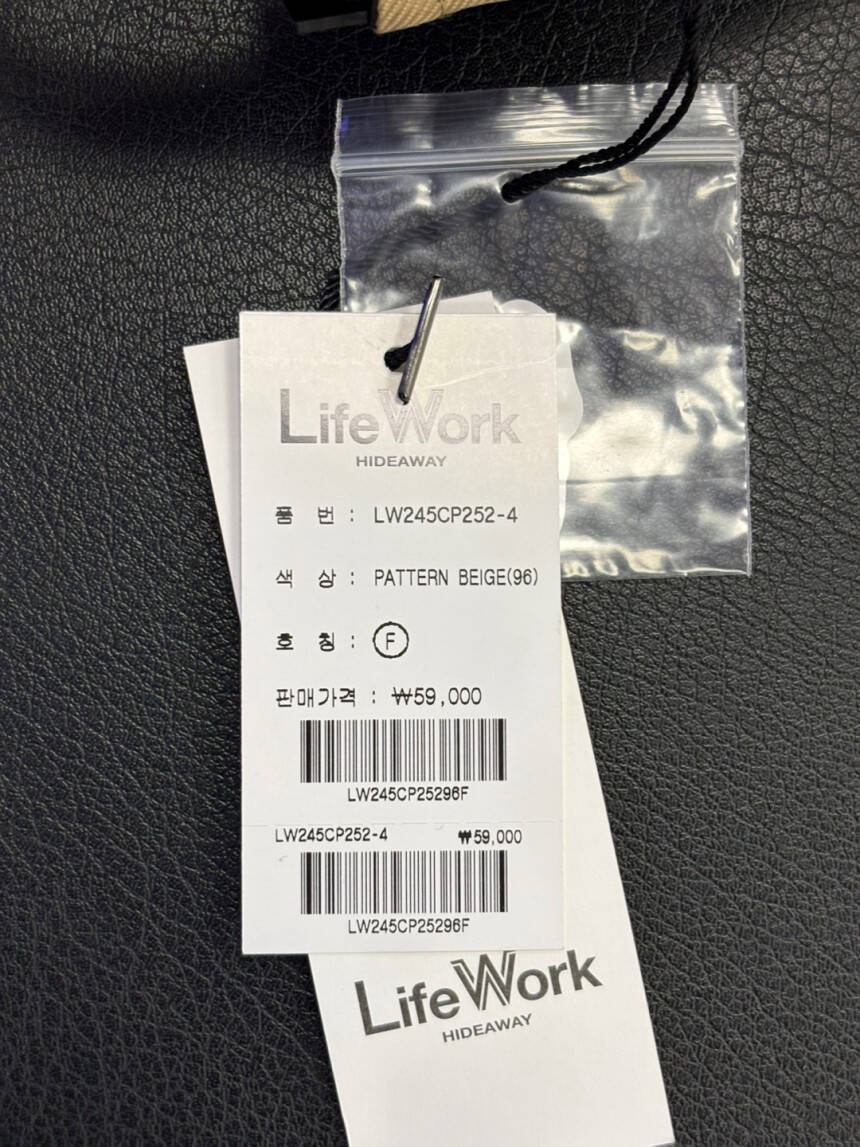 LifeWork
HIDEAWAY
품 번 : LW245CP252-4
색 상 : PATTERN BEIGE(96)
호 칭 : F
판매가격 : ₩59,000
LW245CP25296F
LW245CP252-4 ₩59,000
LW245CP25296F
LifeWork
HIDEAWAY